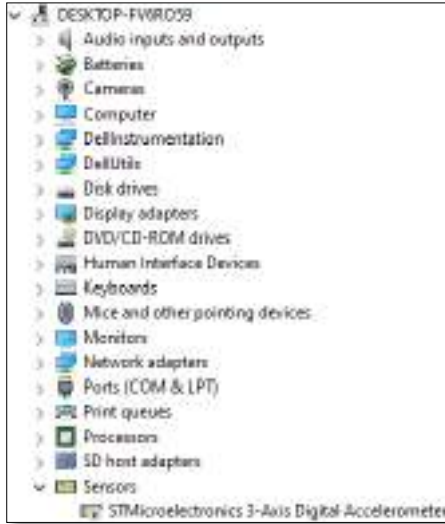 DESKTOP-FV6RO59
Audio inputs and outputs
Batteries
Cameras
Computer
DellInstrumentation
DellUtils
Disk drives
Display adapters
DVD/CD-ROM drives
Human Interface Devices
Keyboards
Mice and other pointing devices
Monitors
Network adapters
Ports (COM & LPT)
Print queues
Processors
SD host adapters
Sensors
STMicroelectronics 3-Axis Digital Accelerometer